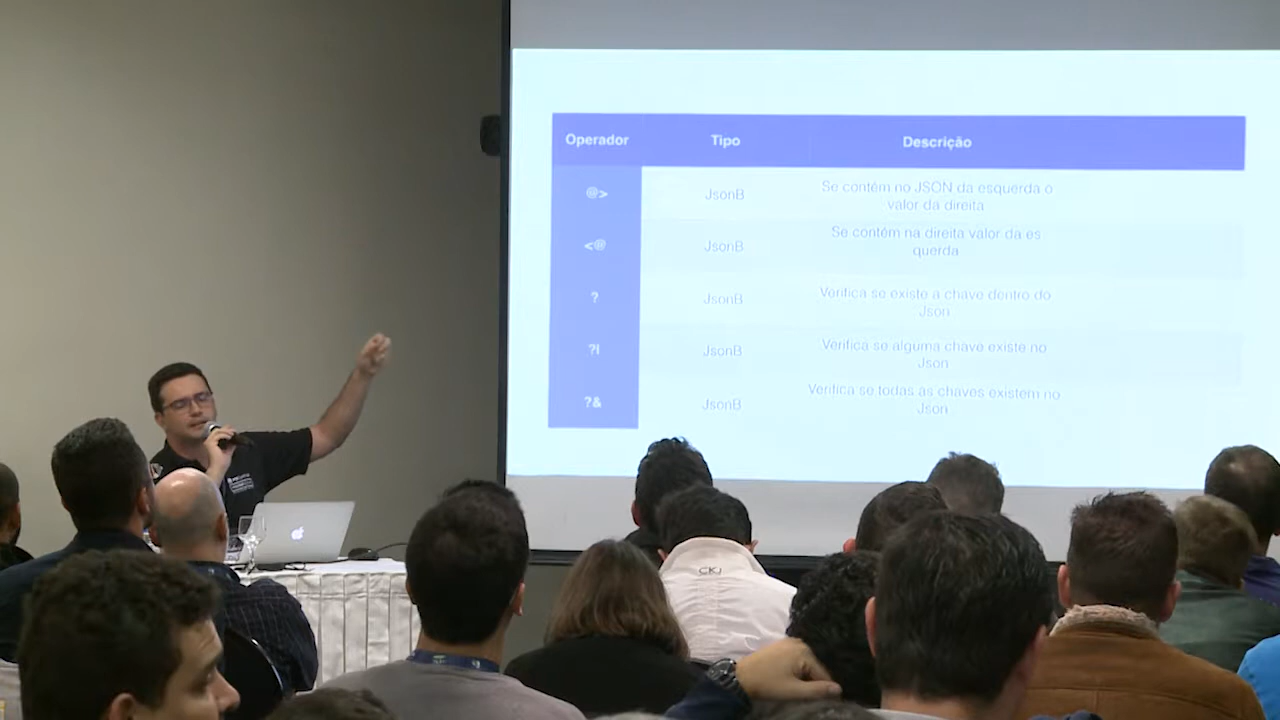 Operador Tipo Descrição
@> JsonB Se contém no JSON da esquerda o
valor da direita
<@ JsonB Se contém na direita valor da es
querda
? JsonB Verifica se existe a chave dentro do
Json
?| JsonB Verifica se alguma chave existe no
Json
?& JsonB Verifica se todas as chaves existem no
Json
CKJ